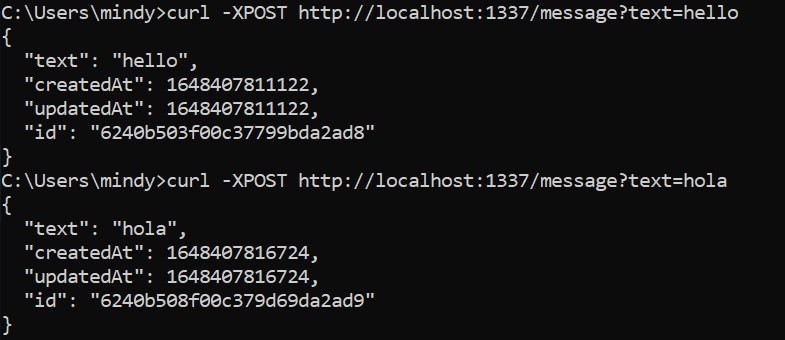 C:\Users\mindy>curl -XPOST http://localhost:1337/message?text=hello
{
  "text": "hello",
  "createdAt": 1648407811122,
  "updatedAt": 1648407811122,
  "id": "6240b503f00c37799bda2ad8"
}
C:\Users\mindy>curl -XPOST http://localhost:1337/message?text=hola
{
  "text": "hola",
  "createdAt": 1648407816724,
  "updatedAt": 1648407816724,
  "id": "6240b508f00c379d69da2ad9"
}